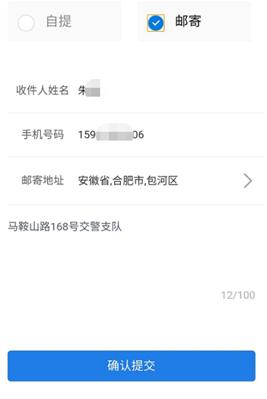 自提 邮寄
收件人姓名 朱
手机号码 159 06
邮寄地址 安徽省,合肥市,包河区
马鞍山路168号交警支队
12/100
确认提交